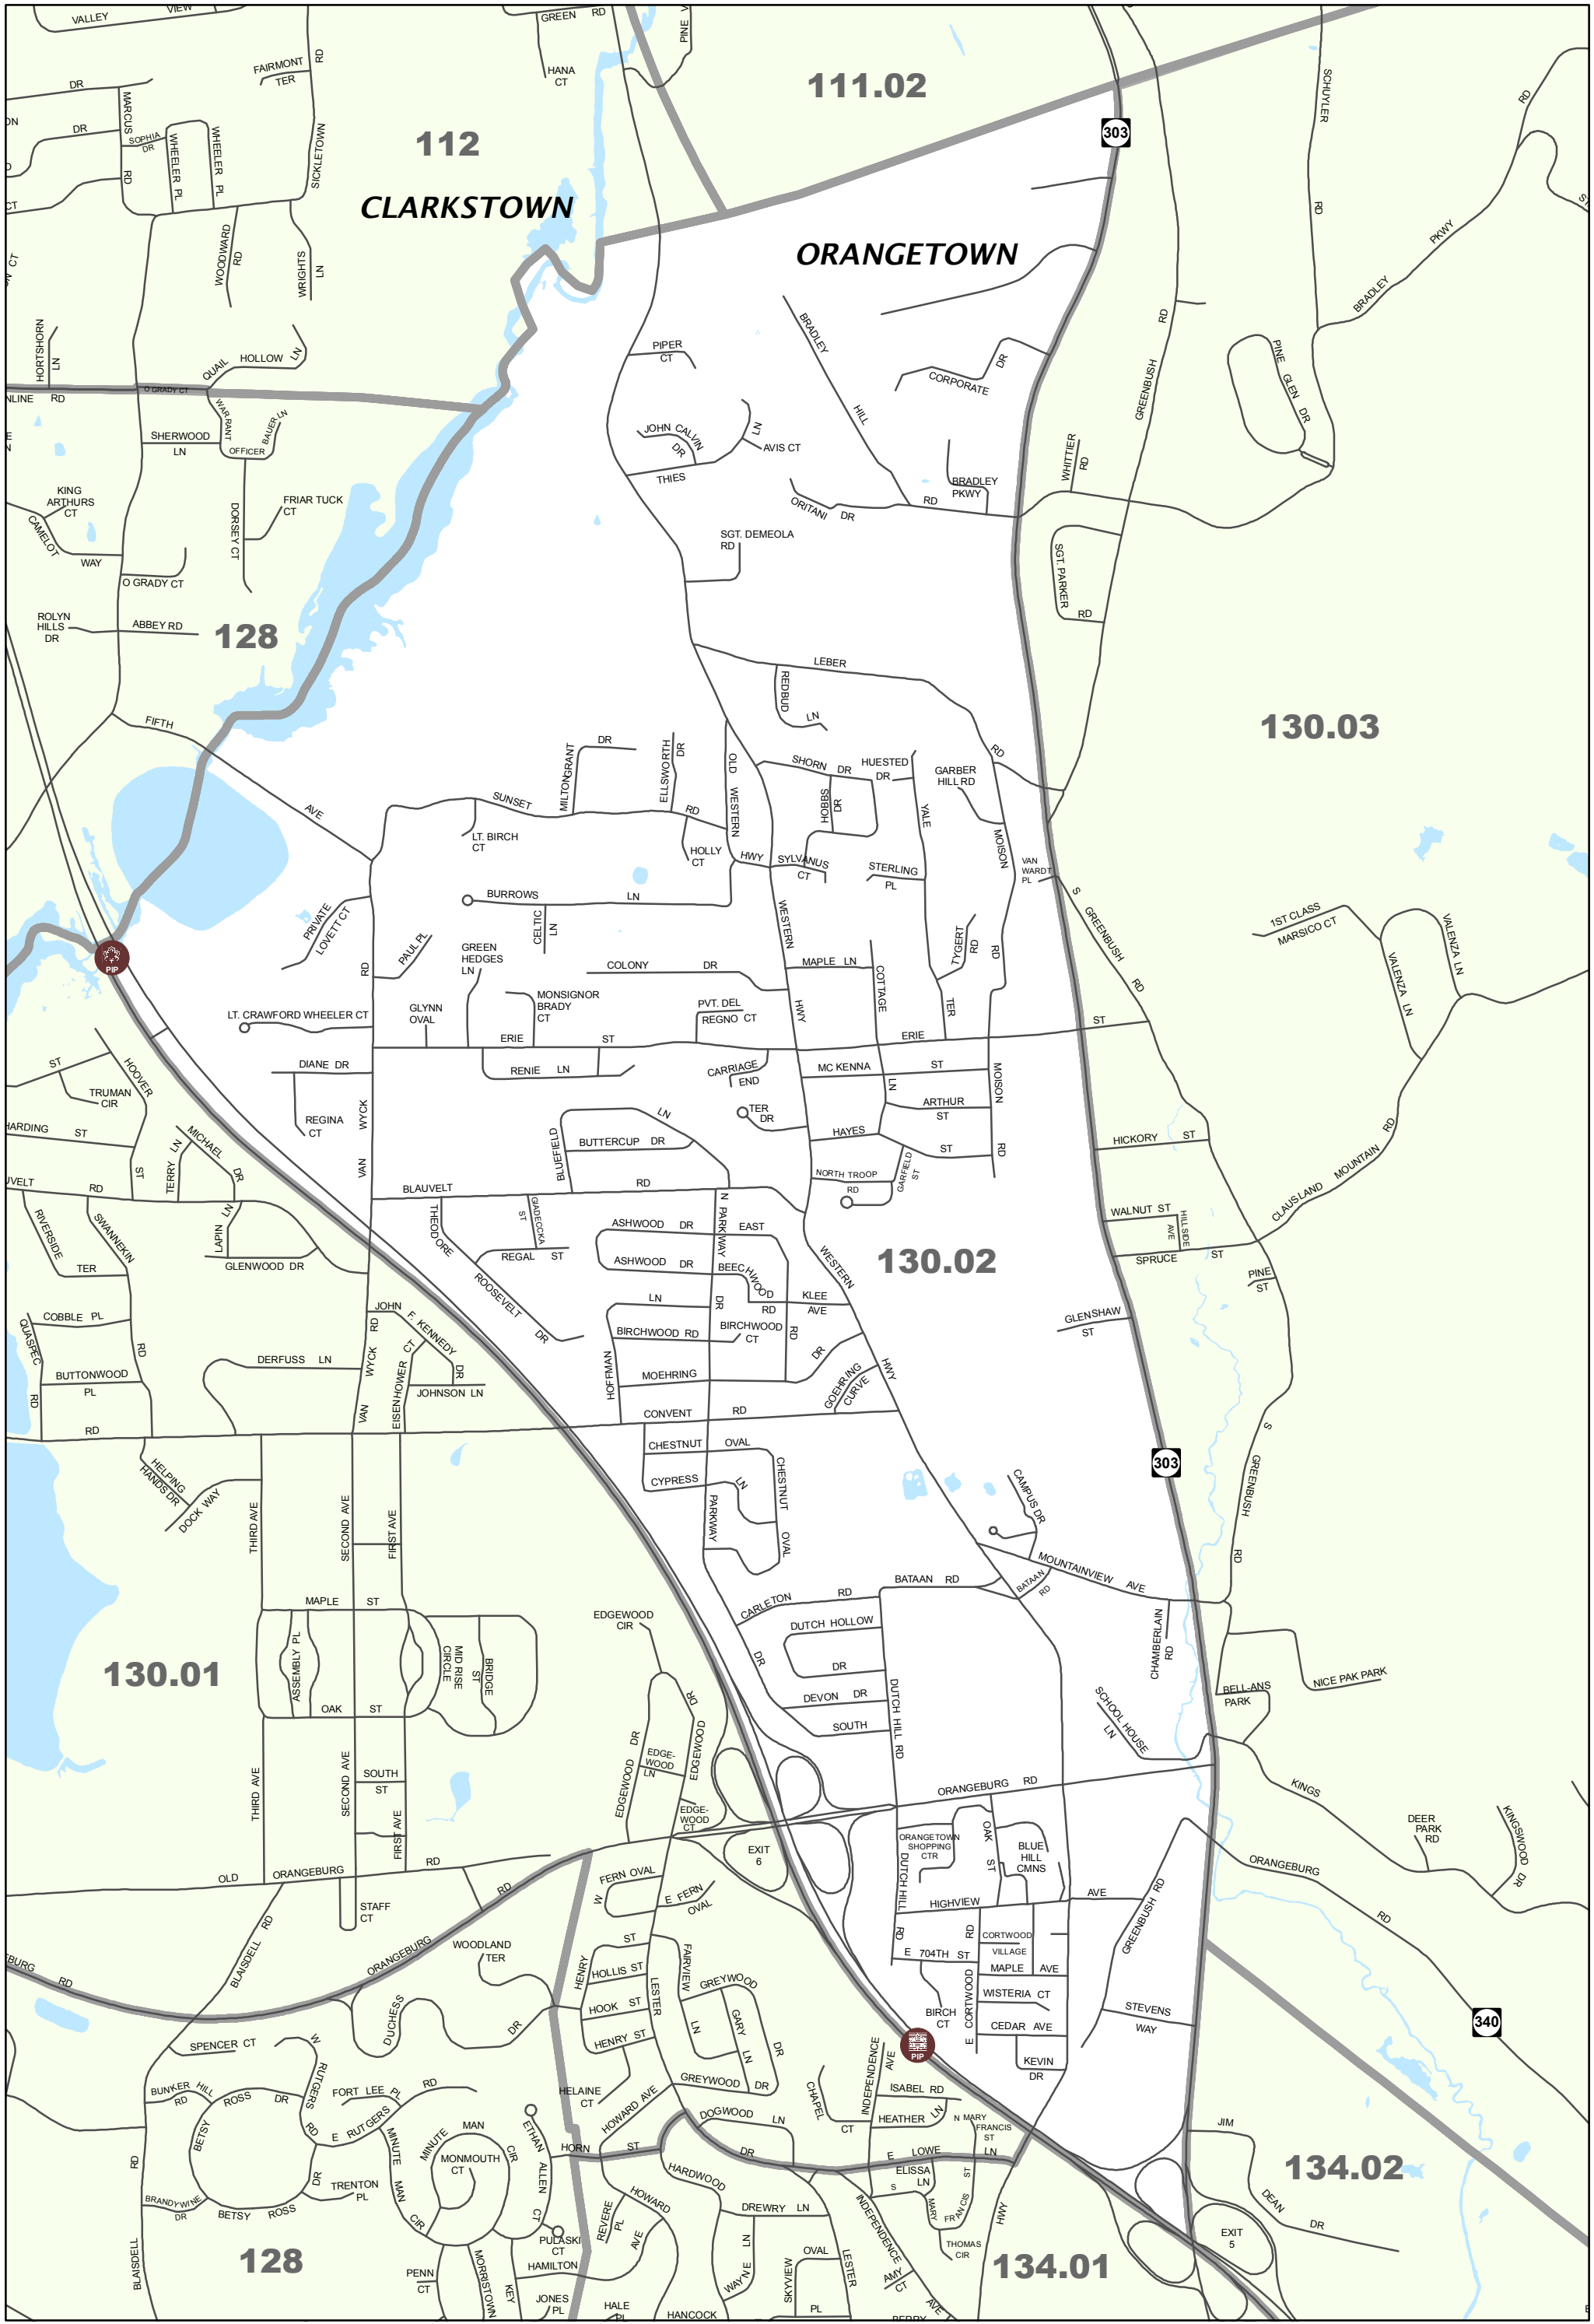 VALLEY
VIEW
GREEN RD
PINE
HANA
CT
FAIRMONT
TER
RD
DR
MARCUS
RD
DR
SOPHIA
DR
WHEELER PL
WHEELER PL
SICKLETOWN
CT
112
111.02
CLARKSTOWN
ORANGETOWN
303
SCHUYLER
RD
RD
BRADLEY
PKWY
WOODWARD
RD
WRIGHTS
LN
HORTSHORN
LN
QUAIL
HOLLOW
LN
O GRADY CT
RD
WARRANT
OFFICER
BAUER LN
SHERWOOD
LN
KING
ARTHURS
CT
CAMELOT
WAY
DORSEY CT
FRIAR TUCK
CT
O GRADY CT
ROLYN
HILLS
DR
ABBEY RD
128
PIPER
CT
BRADLEY
HILL
RD
CORPORATE
DR
JOHN CALVIN
DR
LN
AVIS CT
THIES
ORITANI DR
BRADLEY
PKWY
WHITTIER
RD
GREENBUSH
RD
PINE GLEN DR
SGT. DEMEOLA
RD
SGT. PARKER
RD
130.03
LEBER
RD
REDBUD
LN
FIFTH
AVE
SUNSET
RD
MILTON
GRANT
DR
ELLSWORTH
DR
OLD WESTERN
HWY
SHORN DR
HUESTED
DR
GARBER
HILL RD
HOBBS
DR
YALE
TER
MOISON
RD
LT. BIRCH
CT
HOLLY
CT
SYLVANUS
CT
STERLING
PL
VAN
WARDT
PL
BURROWS
LN
CELTIC
LN
PRIVATE
LOVETT CT
PAUL PL
GREEN
HEDGES
LN
COLONY DR
WESTERN
HWY
MAPLE LN
COTTAGE
LN
TYGERT
RD
S GREENBUSH RD
1ST CLASS
MARSICO CT
VALENZA LN
VALENZA LN
PIP
RD
LT. CRAWFORD WHEELER CT
GLYNN
OVAL
MONSIGNOR
BRADY
CT
PVT. DEL
REGNO CT
ERIE ST
ERIE
ST
DIANE DR
REGINA
CT
RENIE LN
CARRIAGE
END
MC KENNA ST
ARTHUR
ST
MOISON
RD
TER
DR
HAYES
ST
NORTH TROOP
RD
GARFIELD
ST
HOOVER
ST
ST
TRUMAN
CIR
HARDING ST
TERRY LN
MICHAEL
DR
LAPIN
LN
GLENWOOD DR
RD
RIVERSIDE
TER
SWANNEKIN
RD
VAN WYCK
BLUEFIELD
LN
BUTTERCUP DR
BLAUVELT
RD
THEODORE
ROOSEVELT
DR
GIADECCKA
ST
REGAL ST
ASHWOOD DR
EAST
ASHWOOD DR
BEECHWOOD
RD
N PARKWAY
DR
LN
KLEE
AVE
BIRCHWOOD RD
BIRCHWOOD
CT
RD
HOFFMAN
MOEHRING
DR
GOEHRING
CURVE
WESTERN
HWY
130.02
HICKORY ST
WALNUT ST
HILLSIDE
AVE
SPRUCE ST
PINE
ST
GLENSHAW
ST
CLAUSLAND MOUNTAIN RD
S GREENBUSH RD
303
COBBLE PL
QUASPEC
RD
BUTTONWOOD
PL
RD
DERFUSS LN
VAN WYCK RD
JOHN F. KENNEDY
DR
EISENHOWER CT
JOHNSON LN
CONVENT RD
CHESTNUT OVAL
CYPRESS LN
CHESTNUT
OVAL
PARKWAY
DR
HELPING
HANDS DR
DOCK WAY
THIRD AVE
SECOND AVE
FIRST AVE
CAMPUS DR
MOUNTAINVIEW AVE
BATAAN RD
BATAAN
RD
CARLETON RD
DUTCH HOLLOW
DR
DEVON DR
SOUTH
DUTCH HILL RD
CHAMBERLAIN
RD
SCHOOL HOUSE
LN
BELL-ANS
PARK
NICE PAK PARK
MAPLE ST
ASSEMBLY PL
MID RISE
CIRCLE
BRIDGE
ST
OAK ST
130.01
EDGEWOOD
CIR
EDGEWOOD DR
EDGEWOOD
DR
EDGE-
WOOD
LN
EDGE-
WOOD
CT
THIRD AVE
SECOND AVE
FIRST AVE
SOUTH
ST
ORANGEBURG RD
KINGS
DEER
PARK
RD
KINGSWOOD
DR
ORANGEBURG
RD
340
EXIT
6
ORANGETOWN
SHOPPING
CTR
OAK
ST
BLUE
HILL
CMNS
DUTCH HILL
RD
HIGHVIEW
AVE
GREENBUSH RD
OLD ORANGEBURG RD
STAFF
CT
BLAISDELL RD
ORANGEBURG
RD
RD
WOODLAND
TER
W FERN OVAL
E FERN
OVAL
E 704TH ST
CORTWOOD
VILLAGE
MAPLE AVE
WISTERIA CT
CEDAR AVE
KEVIN
DR
BIRCH
CT
E CORTWOOD
RD
STEVENS
WAY
HENRY
ST
HOLLIS ST
HOOK ST
HENRY ST
LESTER
FAIRVIEW
LN
GREYWOOD
DR
GARY
LN
GREYWOOD DR
HELAINE
CT
HOWARD AVE
DUCHESS
DR
SPENCER CT
W RUTGERS
RD
BUNKER HILL
RD
BETSY
ROSS DR
FORT LEE PL
RD
E RUTGERS
MINUTE
MAN
CIR
MINUTE
MAN
CIR
MONMOUTH
CT
ETHAN
ALLEN
CT
TRENTON
PL
DR
BETSY ROSS
BRANDYWINE
DR
RD
BLAISDELL
128
PENN
CT
MORRISTOWN
KEY
HAMILTON
JONES
PL
PULASKI
HALE
PL
HORN ST
REVERE
PL
HOWARD
AVE
DOGWOOD LN
DR
HARDWOOD
DREWRY LN
WAYNE
LN
HANCOCK
SKYVIEW
OVAL
PL
LESTER
CHAPEL
CT
INDEPENDENCE
AVE
PIP
ISABEL RD
HEATHER LN
N MARY
FRANCIS
ST
E LOWE LN
ELISSA
LN
S MARY
FRANCIS
ST
THOMAS
CIR
INDEPENDENCE
AVE
AMY
CT
HWY
134.01
JIM
DEAN
DR
134.02
EXIT
5